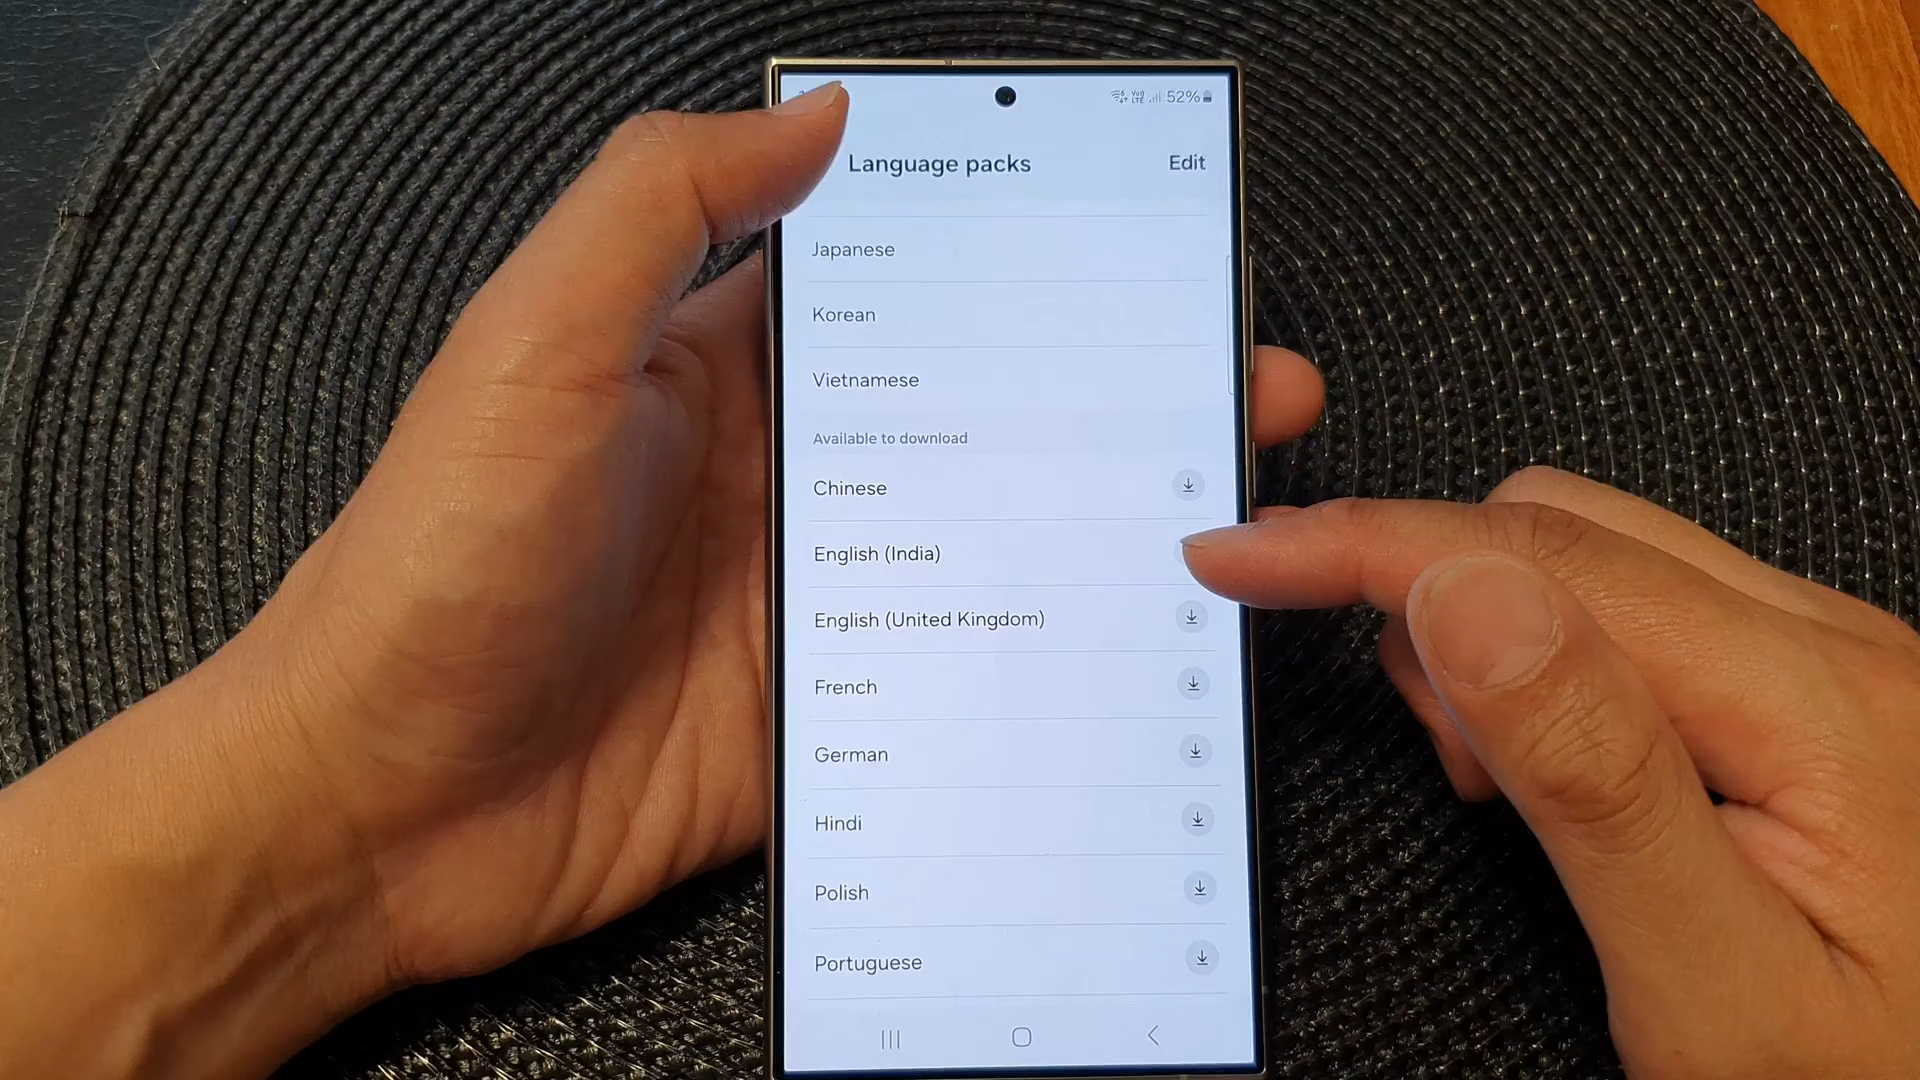 52%
Language packs
Edit
Japanese
Korean
Vietnamese
Available to download
Chinese
English (India)
English (United Kingdom)
French
German
Hindi
Polish
Portuguese